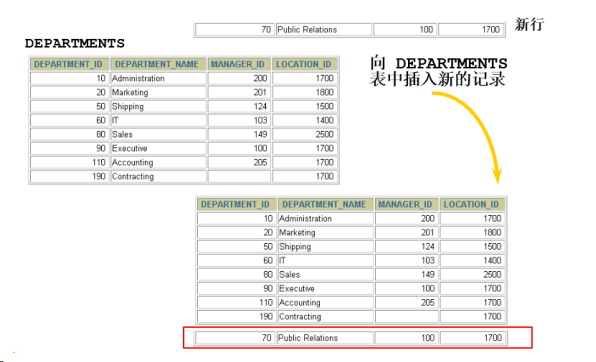 70 Public Relations 100 1700 新行
DEPARTMENTS
DEPARTMENT_ID DEPARTMENT_NAME MANAGER_ID LOCATION_ID
10 Administration 200 1700
20 Marketing 201 1800
50 Shipping 124 1500
60 IT 103 1400
80 Sales 149 2500
90 Executive 100 1700
110 Accounting 205 1700
190 Contracting 1700
向 DEPARTMENTS
表中插入新的记录
DEPARTMENT_ID DEPARTMENT_NAME MANAGER_ID LOCATION_ID
10 Administration 200 1700
20 Marketing 201 1800
50 Shipping 124 1500
60 IT 103 1400
80 Sales 149 2500
90 Executive 100 1700
110 Accounting 205 1700
190 Contracting 1700
70 Public Relations 100 1700